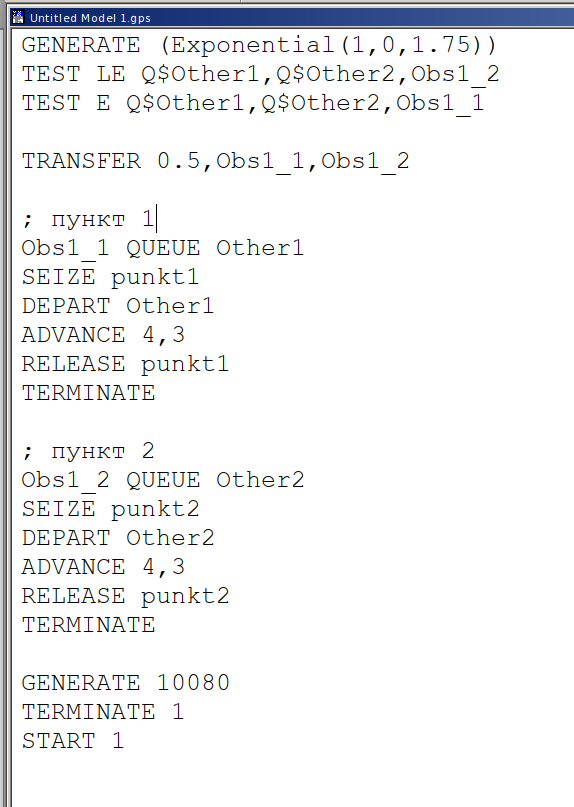 Untitled Model 1.gps
GENERATE (Exponential(1,0,1.75))
TEST LE Q$Other1,Q$Other2,Obs1_2
TEST E Q$Other1,Q$Other2,Obs1_1
TRANSFER 0.5,Obs1_1,Obs1_2
; пункт 1
Obs1_1 QUEUE Other1
SEIZE punkt1
DEPART Other1
ADVANCE 4,3
RELEASE punkt1
TERMINATE
; пункт 2
Obs1_2 QUEUE Other2
SEIZE punkt2
DEPART Other2
ADVANCE 4,3
RELEASE punkt2
TERMINATE
GENERATE 10080
TERMINATE 1
START 1